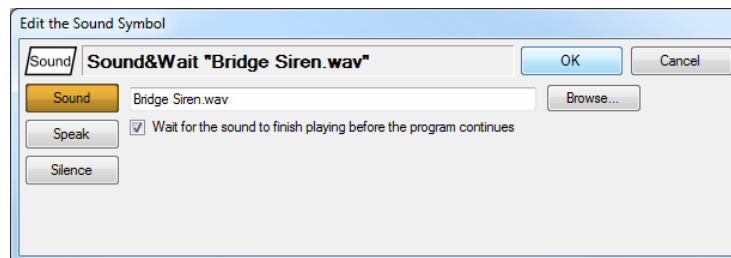 Edit the Sound Symbol
Sound Sound&Wait "Bridge Siren.wav" OK Cancel
Sound Bridge Siren.wav Browse...
Speak Wait for the sound to finish playing before the program continues
Silence